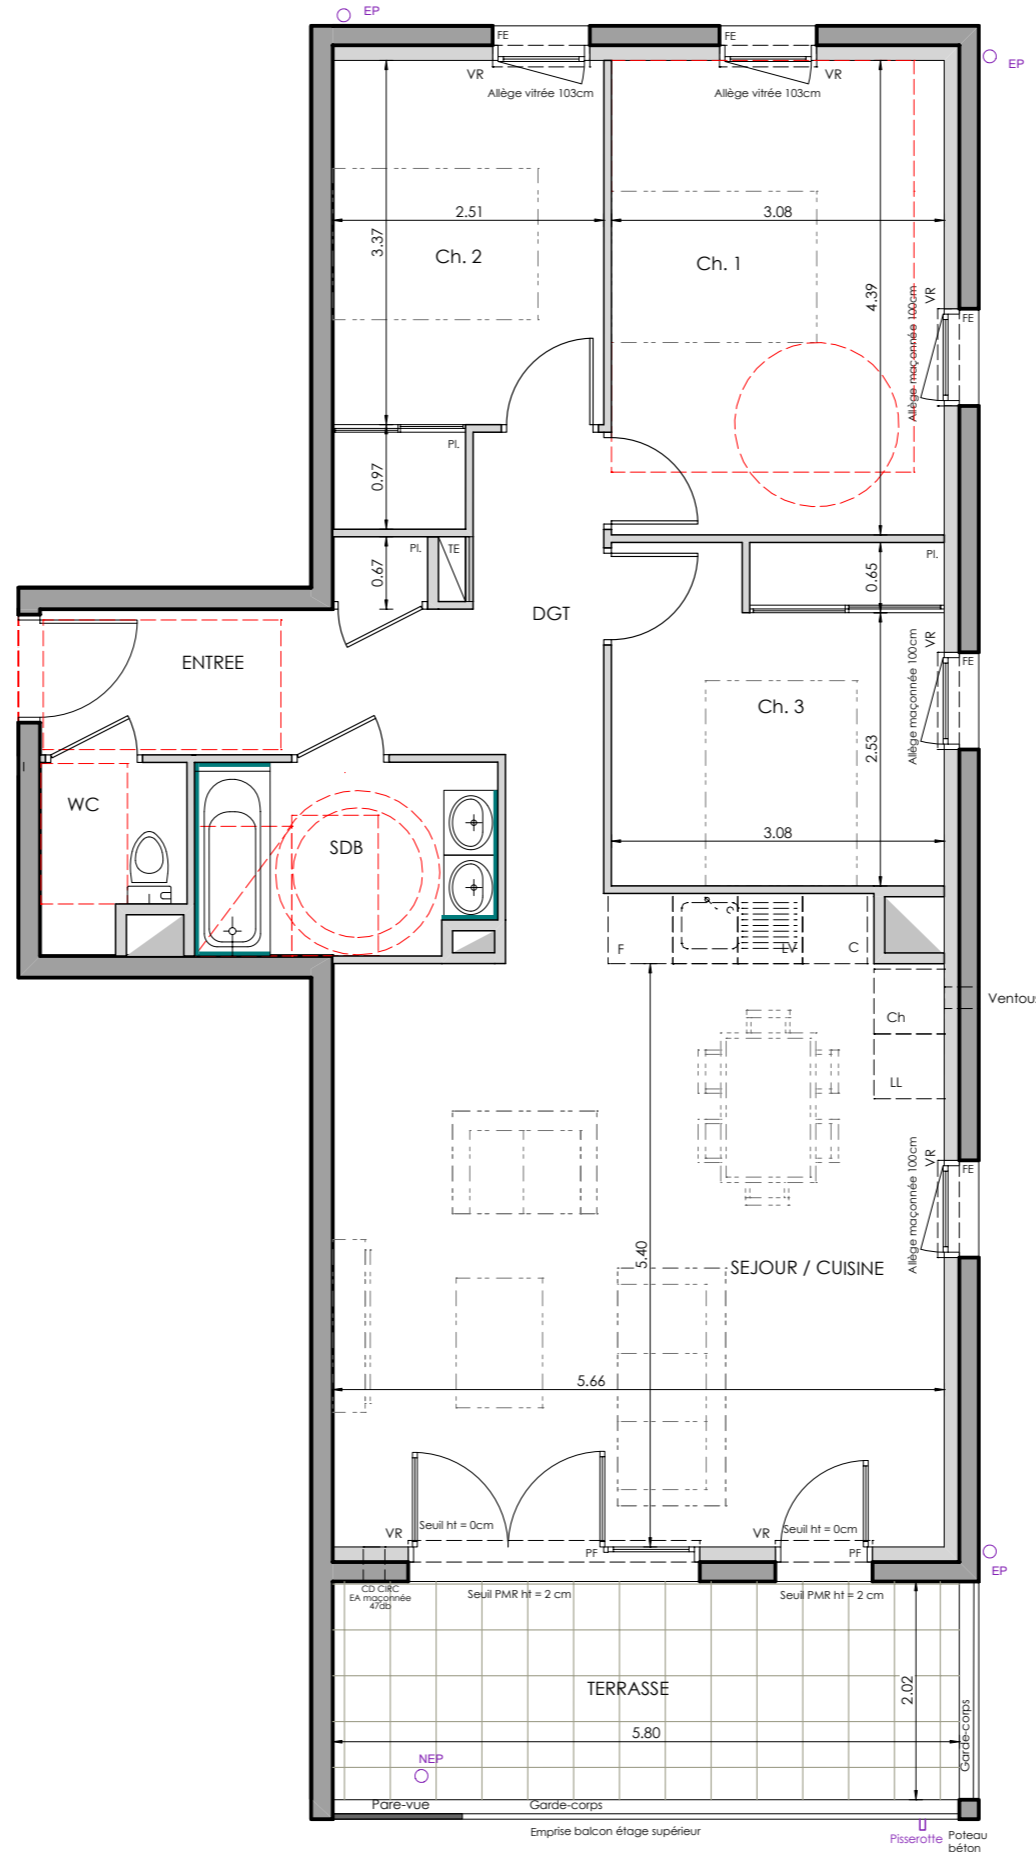 EP
FE
FE
EP
VR
VR
Allège vitrée 103cm
Allège vitrée 103cm
2.51
3.08
3.37
Ch. 2
Ch. 1
4.39
VR
FE
Allège maçonnée 100cm
Pl.
0.97
Pl.
TE
0.67
Pl.
0.65
DGT
ENTREE
VR
FE
Allège maçonnée 100cm
Ch. 3
2.53
WC
SDB
3.08
F
LV
C
Ventous
Ch
LL
VR
FE
Allège maçonnée 100cm
5.40
SEJOUR / CUISINE
5.66
VR
Seuil ht = 0cm
VR
Seuil ht = 0cm
PF
PF
EP
CD CIRC
EA maçonnée
47db
Seuil PMR ht = 2 cm
Seuil PMR ht = 2 cm
TERRASSE
2.02
5.80
Garde-corps
NEP
Pare-vue
Garde-corps
Emprise balcon étage supérieur
Pisserotte
Poteau
béton